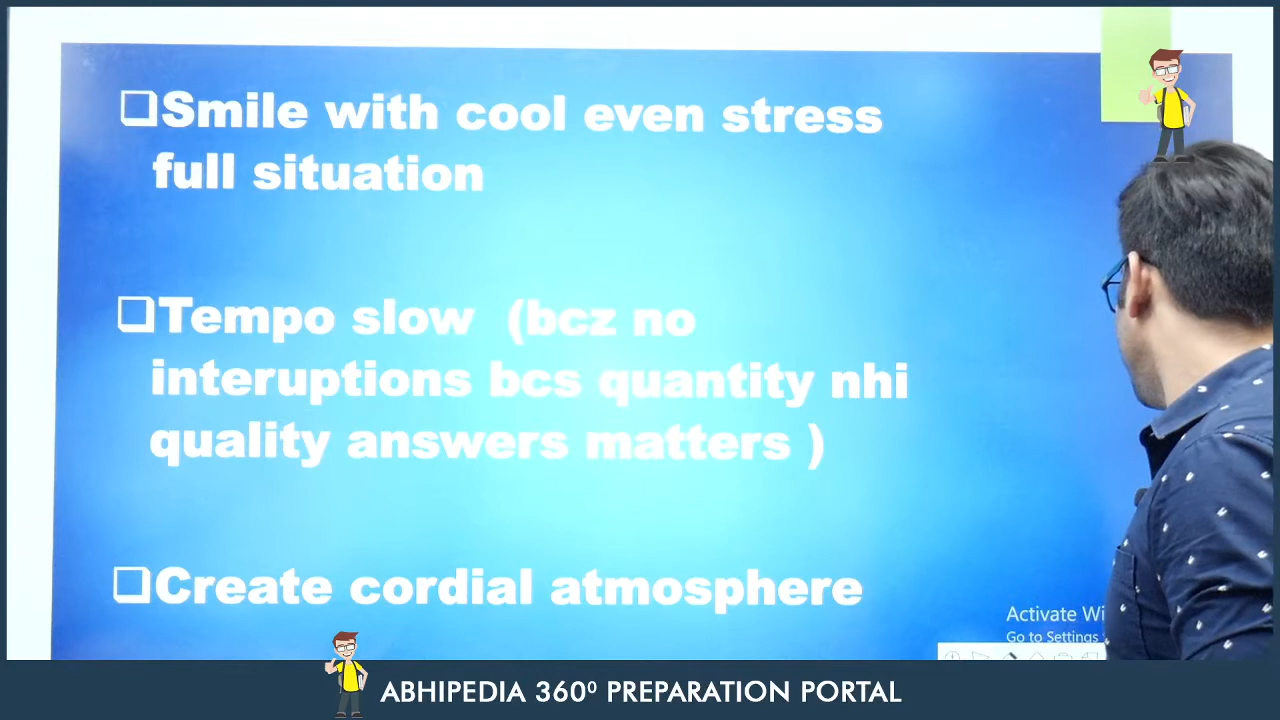 Smile with cool even stress
full situation
Tempo slow (bcz no
interuptions bcs quantity nhi
quality answers matters )
Create cordial atmosphere
Activate Wi
Go to Settings
ABHIPEDIA 360⁰ PREPARATION PORTAL